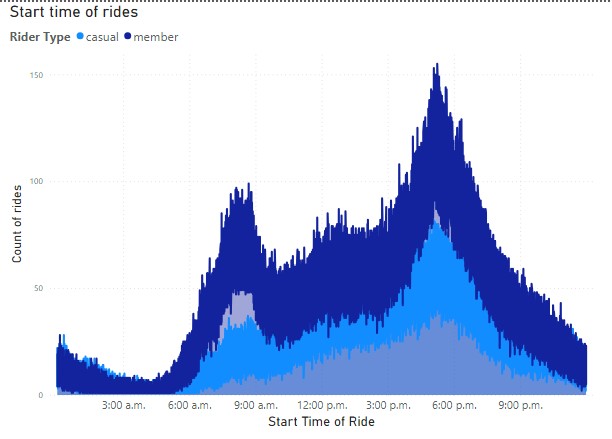 Start time of rides
Rider Type casual member
150
100
50
0
Count of rides
3:00 a.m. 6:00 a.m. 9:00 a.m. 12:00 p.m. 3:00 p.m. 6:00 p.m. 9:00 p.m.
Start Time of Ride